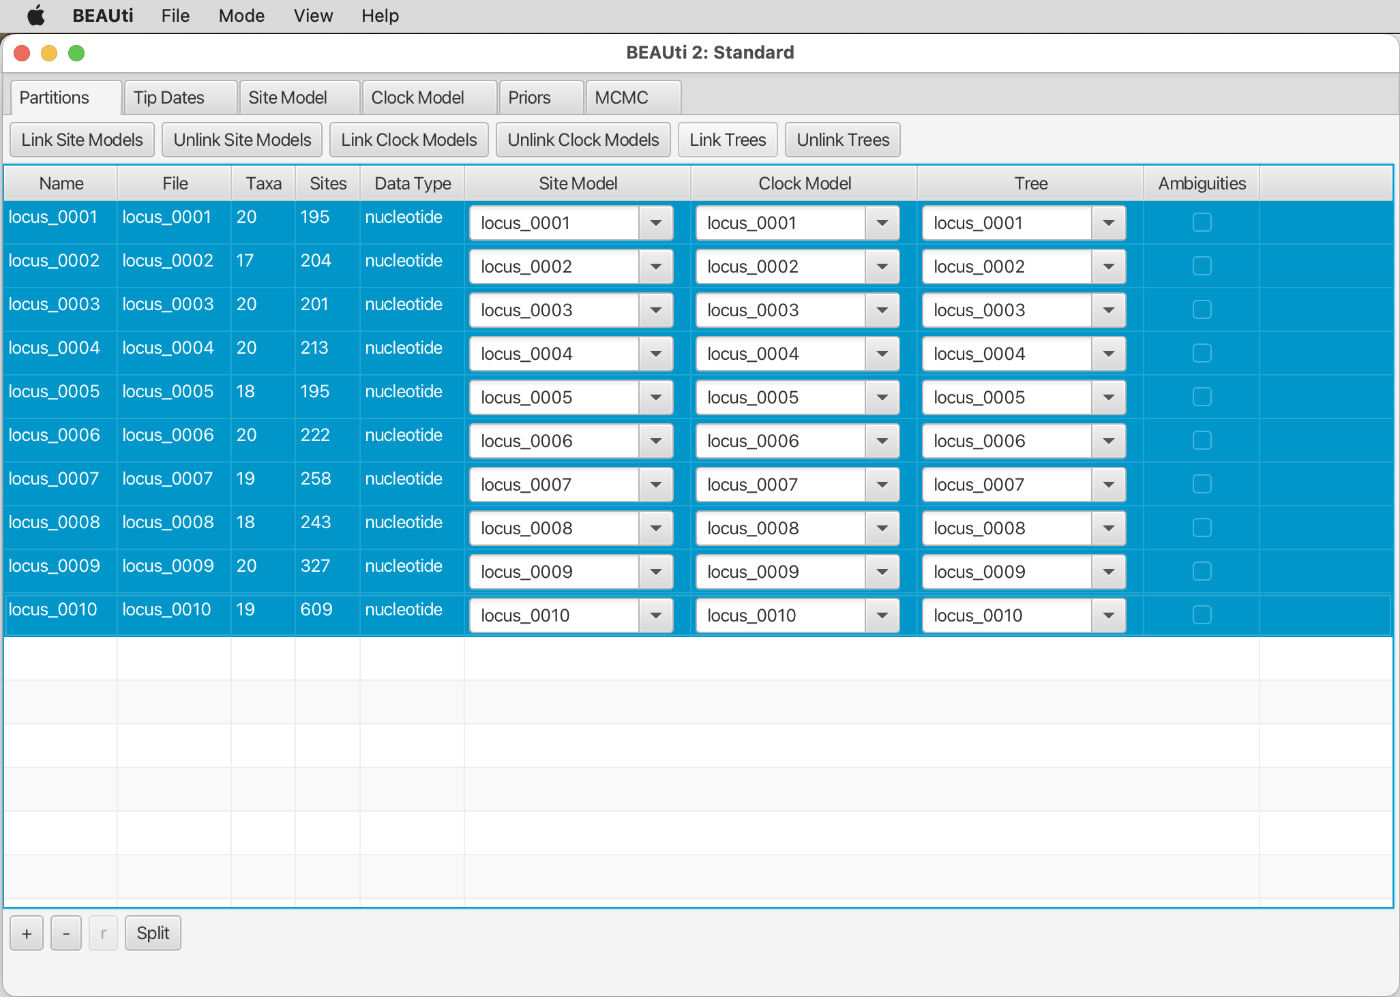 BEAUti File Mode View Help
BEAUti 2: Standard
Partitions Tip Dates Site Model Clock Model Priors MCMC
Link Site Models Unlink Site Models Link Clock Models Unlink Clock Models Link Trees Unlink Trees
Name File Taxa Sites Data Type Site Model Clock Model Tree Ambiguities
locus_0001 locus_0001 20 195 nucleotide locus_0001 locus_0001 locus_0001
locus_0002 locus_0002 17 204 nucleotide locus_0002 locus_0002 locus_0002
locus_0003 locus_0003 20 201 nucleotide locus_0003 locus_0003 locus_0003
locus_0004 locus_0004 20 213 nucleotide locus_0004 locus_0004 locus_0004
locus_0005 locus_0005 18 195 nucleotide locus_0005 locus_0005 locus_0005
locus_0006 locus_0006 20 222 nucleotide locus_0006 locus_0006 locus_0006
locus_0007 locus_0007 19 258 nucleotide locus_0007 locus_0007 locus_0007
locus_0008 locus_0008 18 243 nucleotide locus_0008 locus_0008 locus_0008
locus_0009 locus_0009 20 327 nucleotide locus_0009 locus_0009 locus_0009
locus_0010 locus_0010 19 609 nucleotide locus_0010 locus_0010 locus_0010
+ - r Split